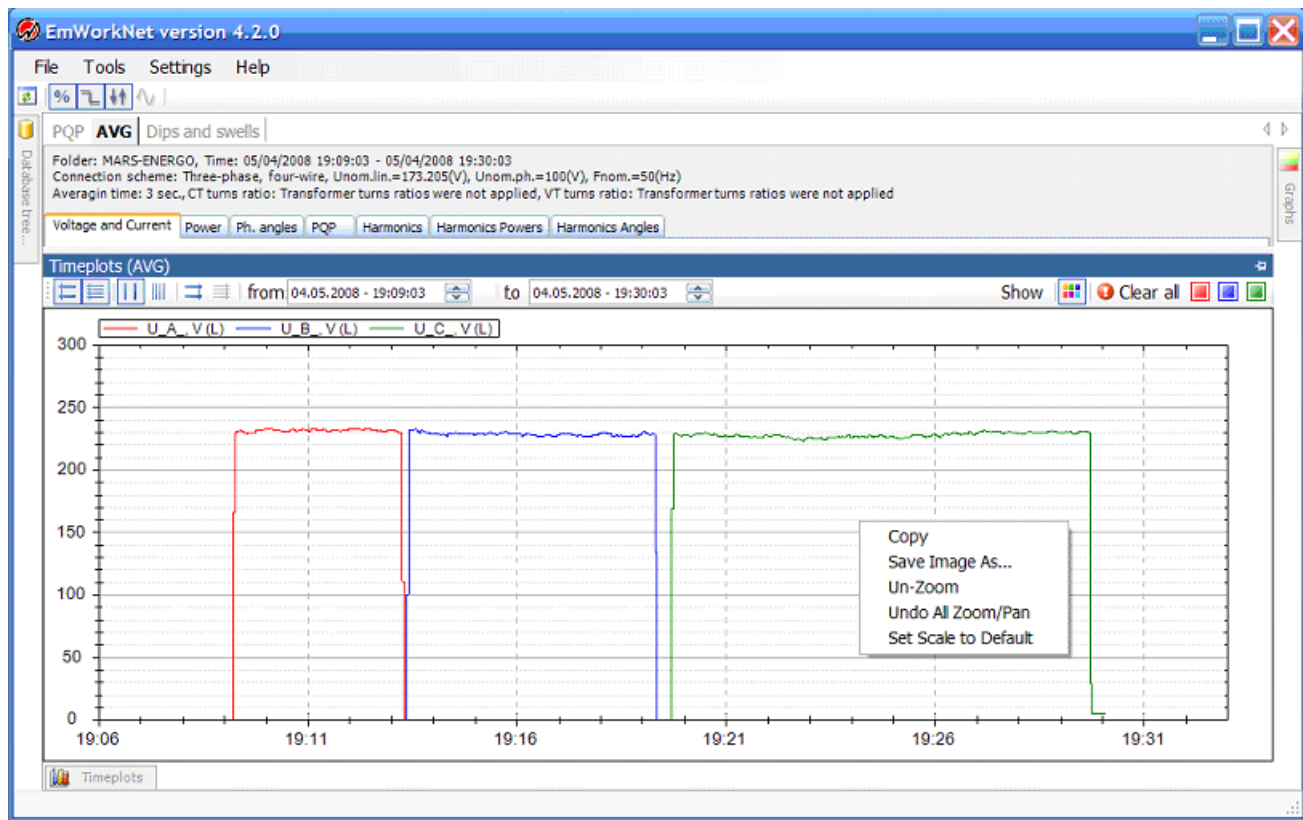 EmWorkNet version 4.2.0
File Tools Settings Help
%
PQP AVG Dips and swells
Folder: MARS-ENERGO, Time: 05/04/2008 19:09:03 - 05/04/2008 19:30:03
Connection scheme: Three-phase, four-wire, Unom.lin.=173.205(V), Unom.ph.=100(V), Fnom.=50(Hz)
Averagin time: 3 sec., CT turns ratio: Transformer turns ratios were not applied, VT turns ratio: Transformer turns ratios were not applied
Database tree...
Graphs
Voltage and Current Power Ph. angles PQP Harmonics Harmonics Powers Harmonics Angles
Timeplots (AVG)
from 04.05.2008 - 19:09:03 to 04.05.2008 - 19:30:03 Show Clear all
U_A_, V (L) U_B_, V (L) U_C_, V (L)
300
250
200
150
100
50
0
Copy
Save Image As...
Un-Zoom
Undo All Zoom/Pan
Set Scale to Default
19:06 19:11 19:16 19:21 19:26 19:31
Timeplots